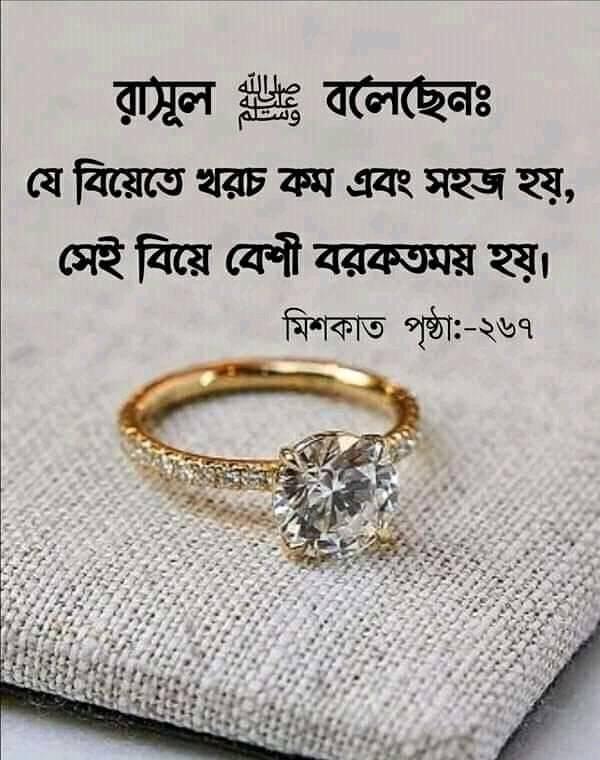 রাসূল ﷺ বলেছেনঃ
যে বিয়েতে খরচ কম এবং সহজ হয়,
সেই বিয়ে বেশী বরকতময় হয়।
মিশকাত পৃষ্ঠা:-২৬৭